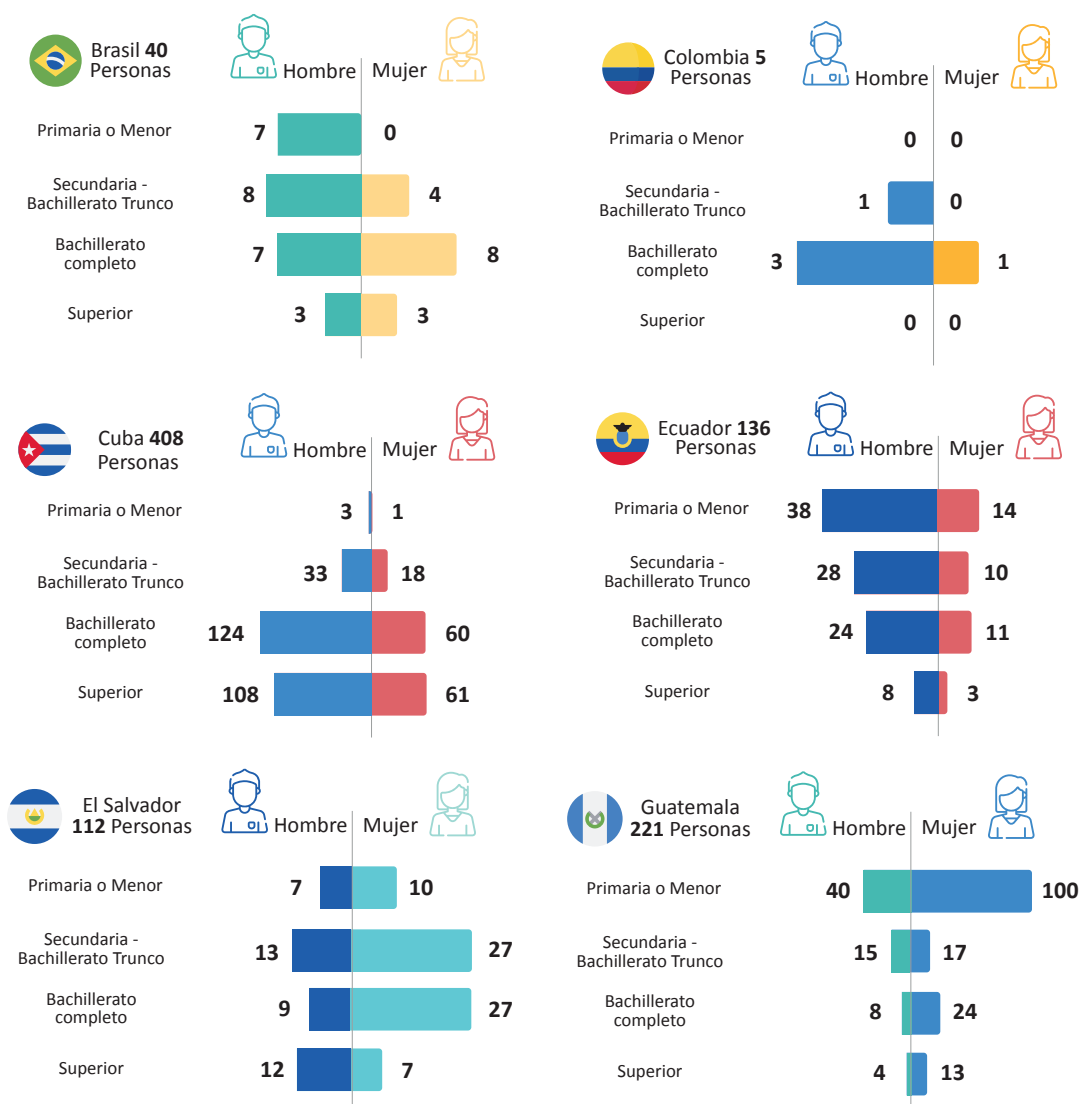 Brasil 40
Personas
Hombre Mujer
Primaria o Menor
7 0
Secundaria -
Bachillerato Trunco
8 4
Bachillerato
completo
7 8
Superior
3 3
Colombia 5
Personas
Hombre Mujer
Primaria o Menor
0 0
Secundaria -
Bachillerato Trunco
1 0
Bachillerato
completo
3 1
Superior
0 0
Cuba 408
Personas
Hombre Mujer
Primaria o Menor
3 1
Secundaria -
Bachillerato Trunco
33 18
Bachillerato
completo
124 60
Superior
108 61
Ecuador 136
Personas
Hombre Mujer
Primaria o Menor
38 14
Secundaria -
Bachillerato Trunco
28 10
Bachillerato
completo
24 11
Superior
8 3
El Salvador
112 Personas
Hombre Mujer
Primaria o Menor
7 10
Secundaria -
Bachillerato Trunco
13 27
Bachillerato
completo
9 27
Superior
12 7
Guatemala
221 Personas
Hombre Mujer
Primaria o Menor
40 100
Secundaria -
Bachillerato Trunco
15 17
Bachillerato
completo
8 24
Superior
4 13